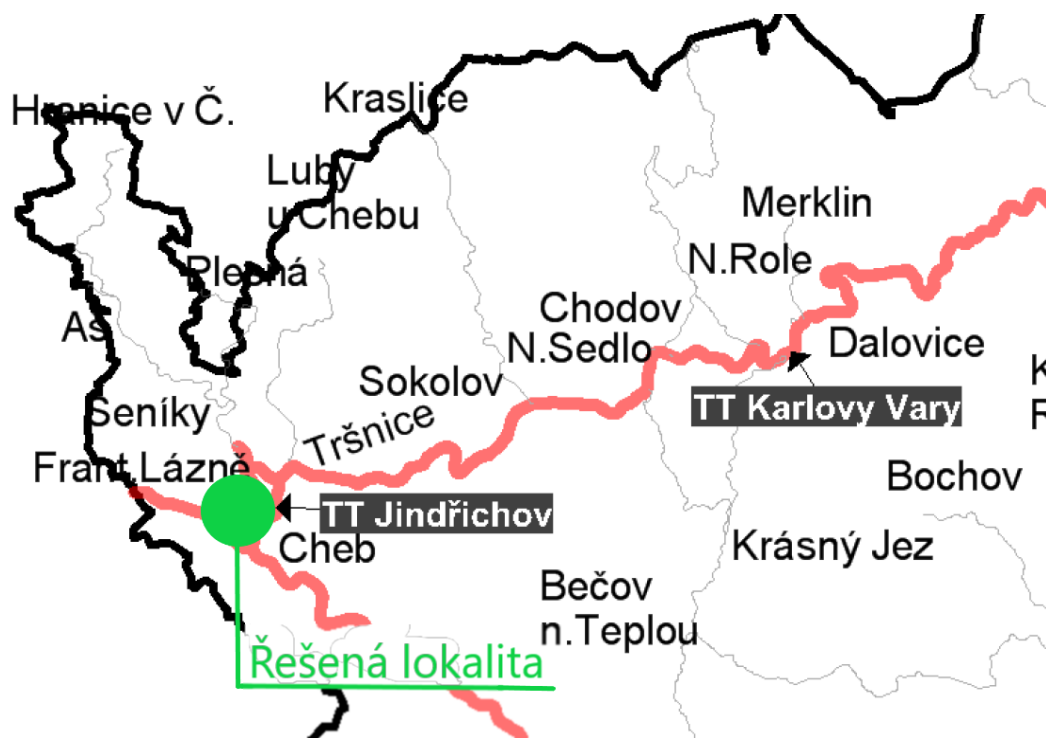 Hranice v Č.
Kraslice
Luby
u Chebu
Merklin
Plesná
N.Role
Aš
Chodov
N.Sedlo
Dalovice
Sokolov
K
R
TT Karlovy Vary
Seníky
Tršnice
Frant.Lázně
Bochov
TT Jindřichov
Cheb
Krásný Jez
Bečov
n.Teplou
Řešená lokalita